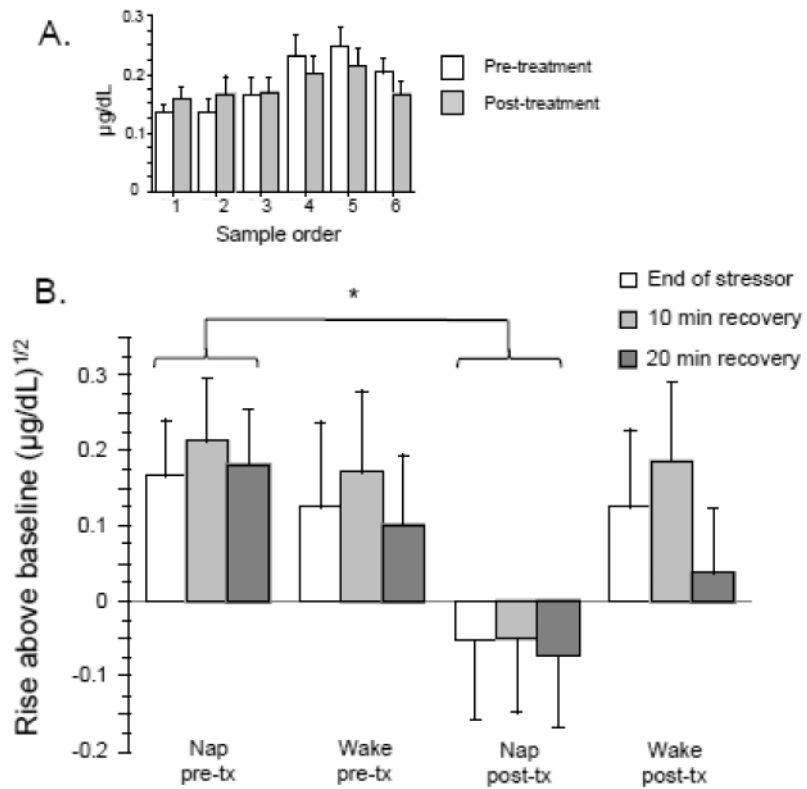 A.
0.3
0.2
0.1
0
µg/dL
1 2 3 4 5 6
Sample order
Pre-treatment
Post-treatment
B.
*
End of stressor
10 min recovery
20 min recovery
Rise above baseline (µg/dL)1/2
0.3
0.2
0.1
0
-0.1
-0.2
Nap
pre-tx
Wake
pre-tx
Nap
post-tx
Wake
post-tx